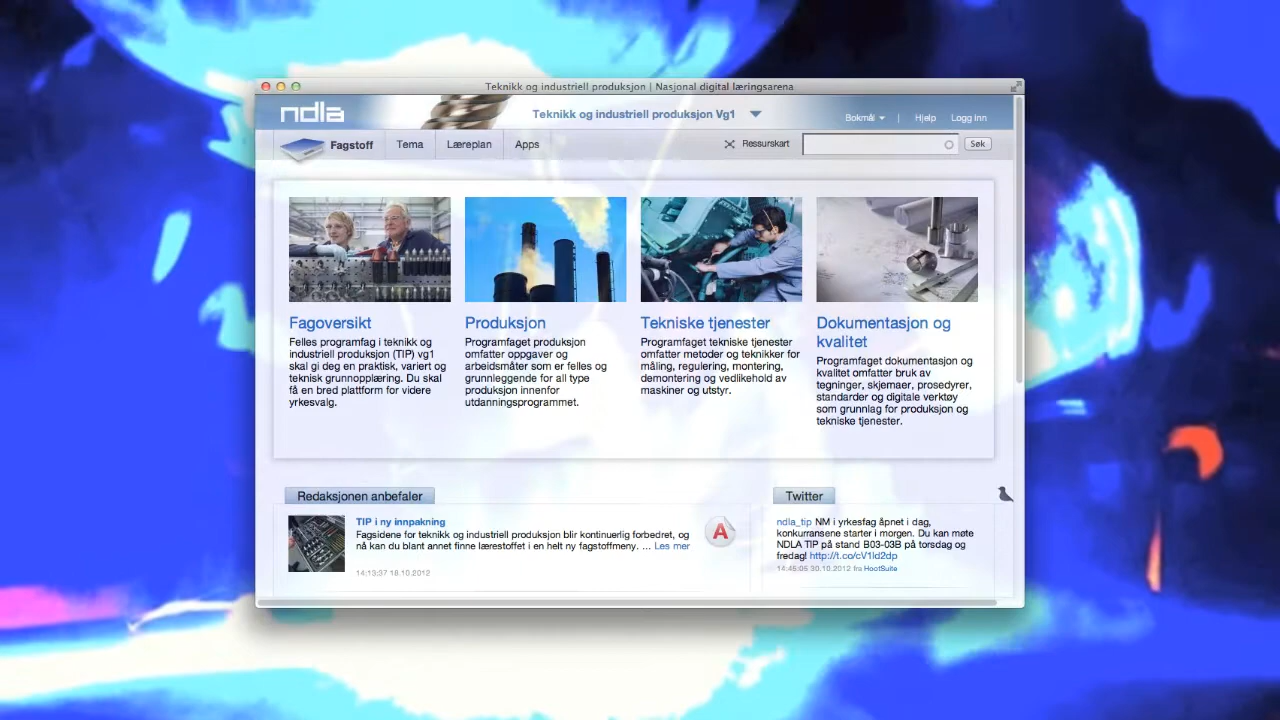 Teknikk og industriell produksjon | Nasjonal digital læringsarena
ndla
Teknikk og industriell produksjon Vg1
Bokmål | Hjelp Logg Inn
Fagstoff Tema Læreplan Apps Ressurskart Søk
Fagoversikt
Felles programfag i teknikk og
industriell produksjon (TIP) vg1
skal gi deg en praktisk, variert og
teknisk grunnopplæring. Du skal
få en bred plattform for videre
yrkesvalg.
Produksjon
Programfaget produksjon
omfatter oppgaver og
arbeidsmåter som er felles og
grunnleggende for all type
produksjon innenfor
utdanningsprogrammet.
Tekniske tjenester
Programfaget tekniske tjenester
omfatter metoder og teknikker for
måling, regulering, montering,
demontering og vedlikehold av
maskiner og utstyr.
Dokumentasjon og
kvalitet
Programfaget dokumentasjon og
kvalitet omfatter bruk av
tegninger, skjemaer, prosedyrer,
standarder og digitale verktøy
som grunnlag for produksjon og
tekniske tjenester.
Redaksjonen anbefaler
TIP i ny innpakning
Fagsidene for teknikk og industriell produksjon blir kontinuerlig forbedret, og
nå kan du blant annet finne lærestoffet i en helt ny fagstoffmeny. ... Les mer
14:13:37 18.10.2012
A
Twitter
ndla_tip NM i yrkesfag åpnet i dag,
konkurransene starter i morgen. Du kan møte
NDLA TIP på stand B03-03B på torsdag og
fredag! http://t.co/cV1ld2dp
14:45:05 30.10.2012 fra HootSuite